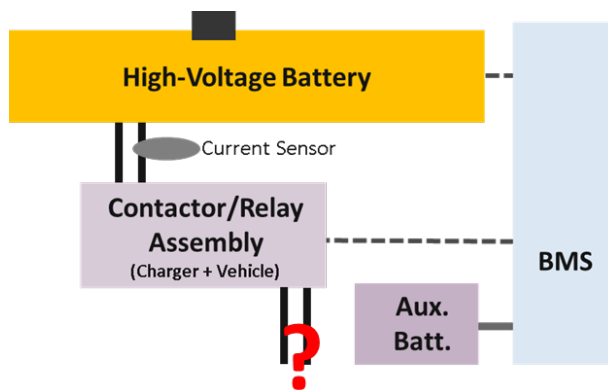 High-Voltage Battery
Current Sensor
Contactor/Relay
Assembly
(Charger + Vehicle)
BMS
Aux.
Batt.
?